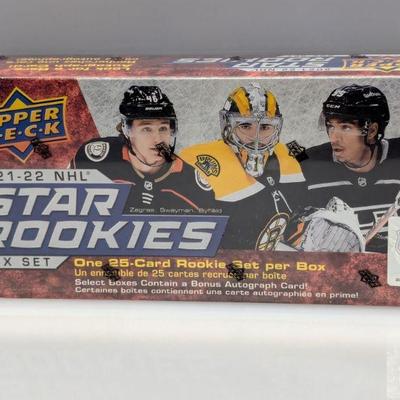 UPPER
DECK
21-22 NHL®
STAR
ROOKIES
X SET
Zegras, Swayman, Byfield
One 25-Card Rookie Set per Box
Un ensemble de 25 cartes recrues par boîte
Select Boxes Contain a Bonus Autograph Card!
Certaines boîtes contiennent une carte autographiée en prime!